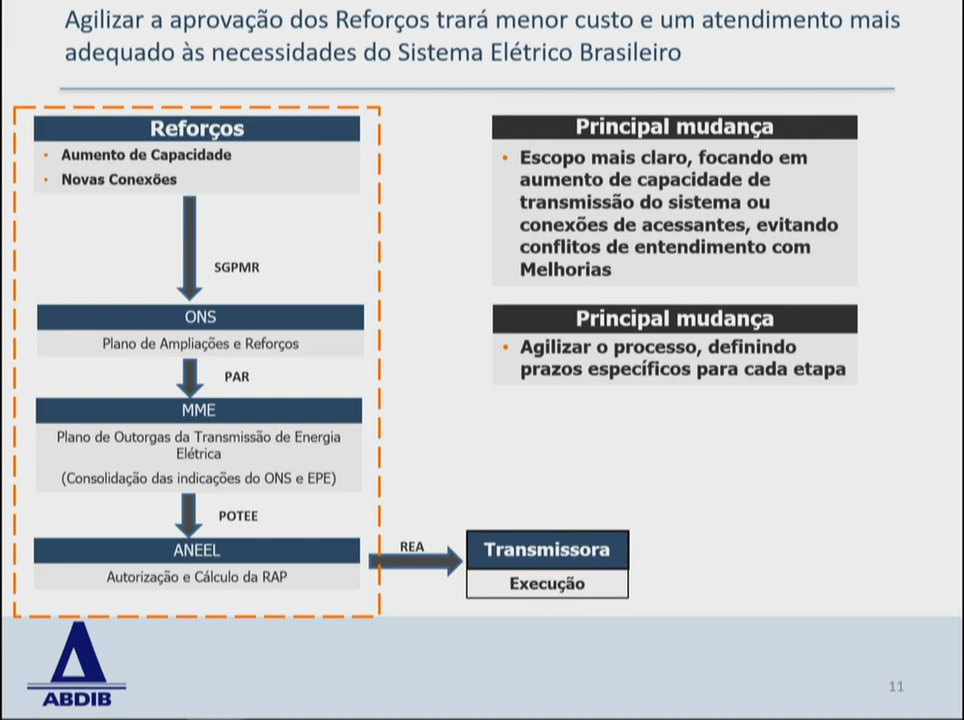 Agilizar a aprovação dos Reforços trará menor custo e um atendimento mais
adequado às necessidades do Sistema Elétrico Brasileiro
Reforços
• Aumento de Capacidade
• Novas Conexões
SGPMR
ONS
Plano de Ampliações e Reforços
PAR
MME
Plano de Outorgas da Transmissão de Energia
Elétrica
(Consolidação das indicações do ONS e EPE)
POTEE
ANEEL
Autorização e Cálculo da RAP
REA
Transmissora
Execução
Principal mudança
• Escopo mais claro, focando em
aumento de capacidade de
transmissão do sistema ou
conexões de acessantes, evitando
conflitos de entendimento com
Melhorias
Principal mudança
• Agilizar o processo, definindo
prazos específicos para cada etapa
ABDIB
11